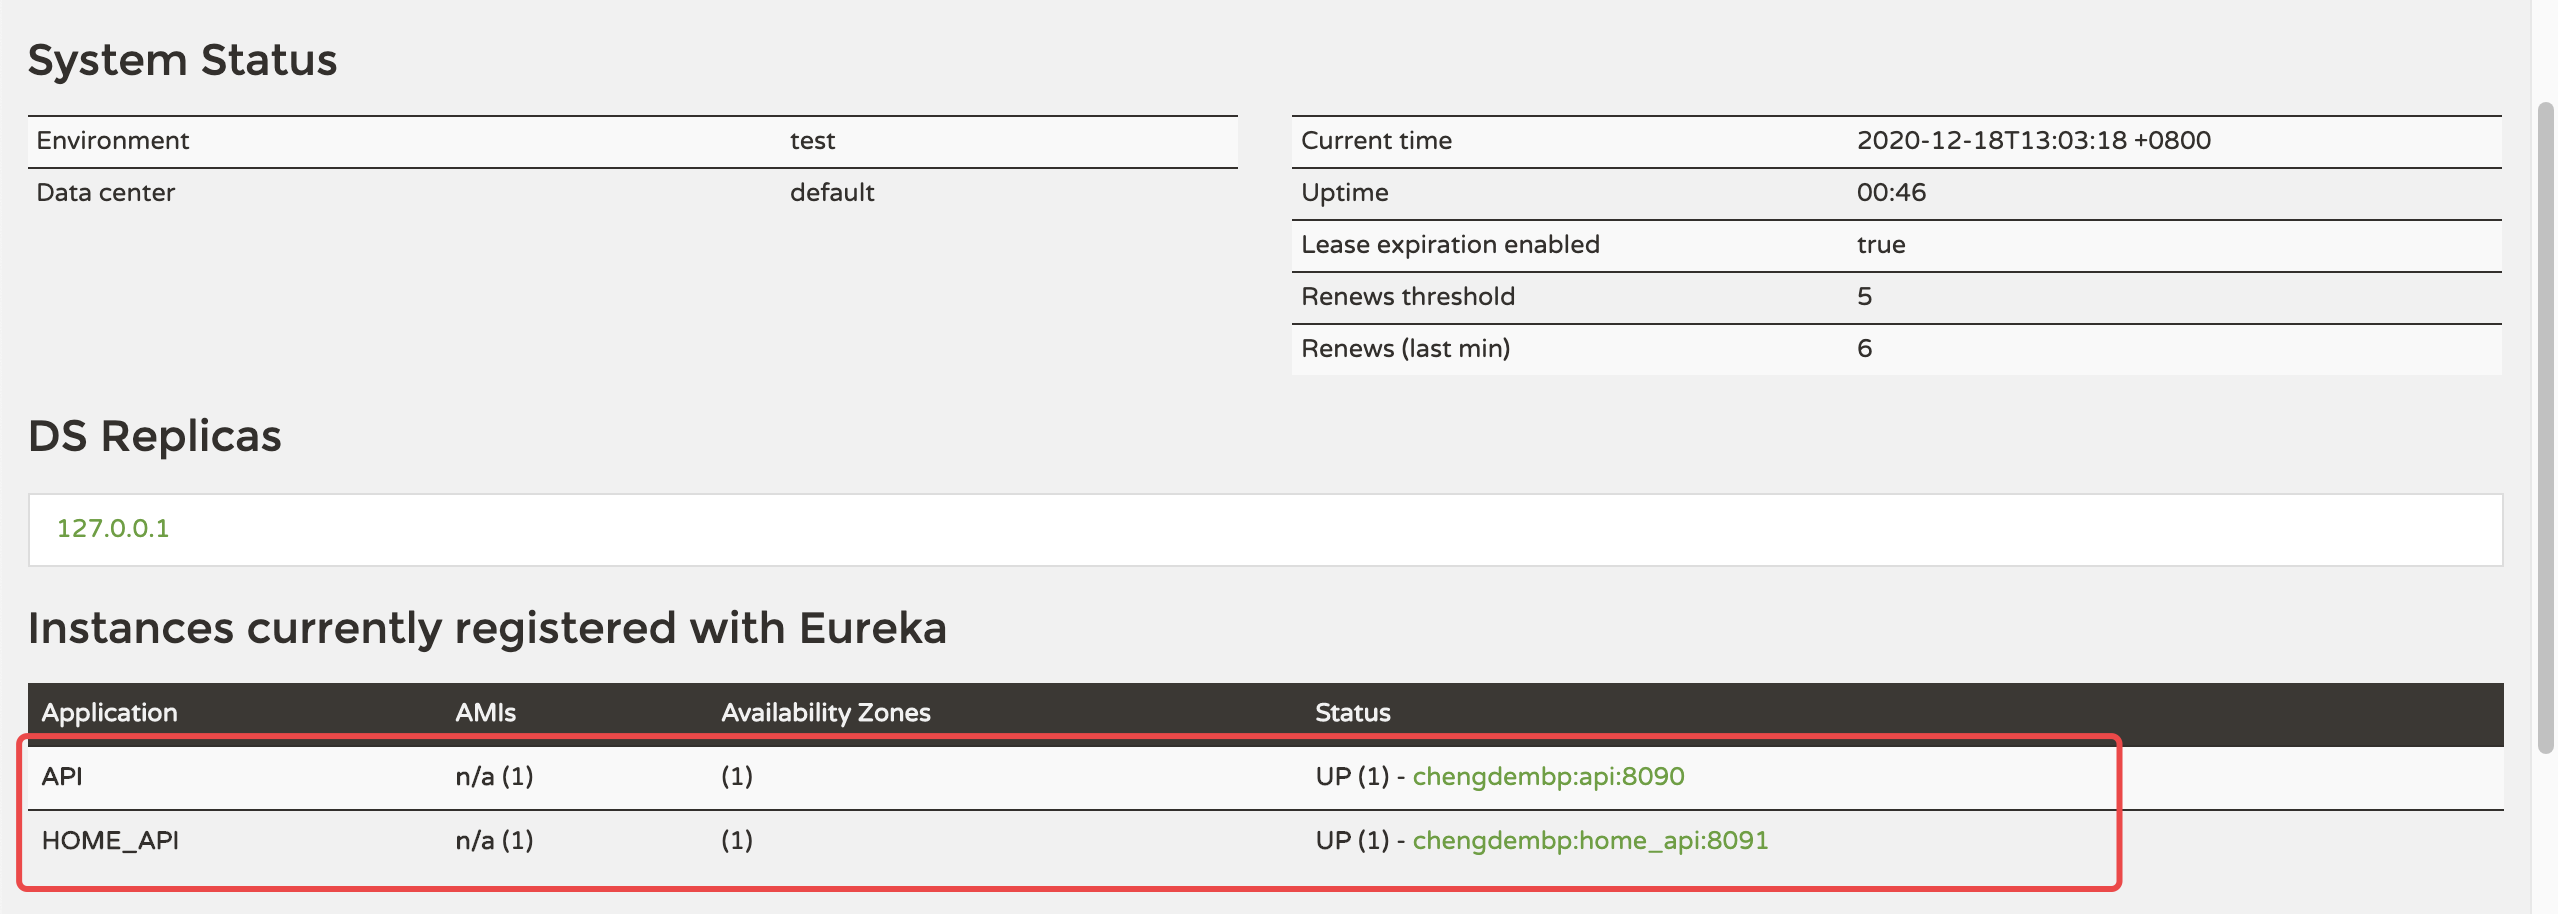 System Status
Environment test
Data center default
Current time 2020-12-18T13:03:18 +0800
Uptime 00:46
Lease expiration enabled true
Renews threshold 5
Renews (last min) 6
DS Replicas
127.0.0.1
Instances currently registered with Eureka
Application AMIs Availability Zones Status
API n/a (1) (1) UP (1) - chengdembp:api:8090
HOME_API n/a (1) (1) UP (1) - chengdembp:home_api:8091